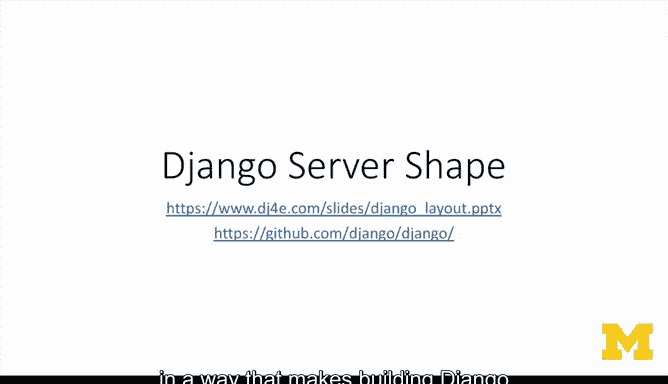 Django Server Shape
https://www.dj4e.com/slides/django_layout.pptx
https://github.com/django/django/
M
in a way that makes building Django